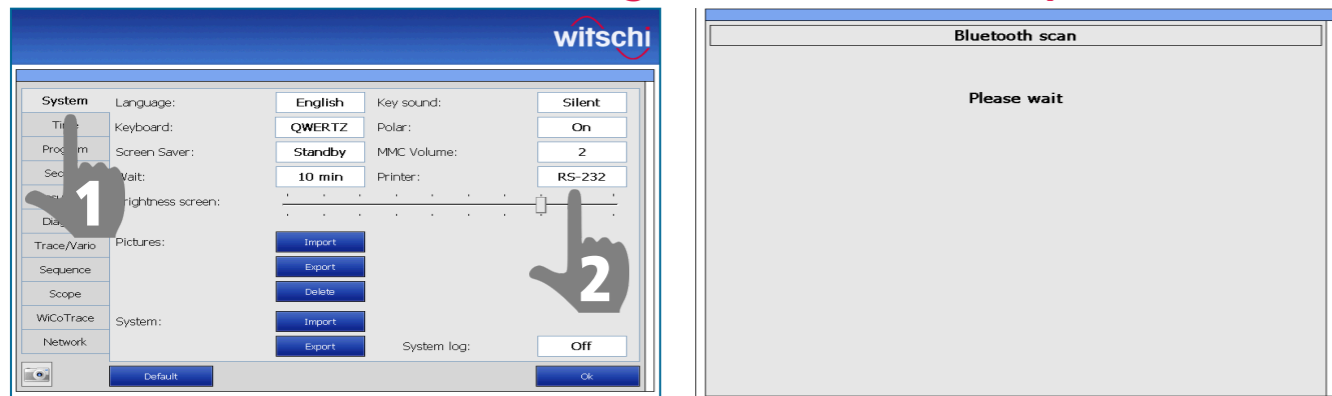 witschi
System Language: English Key sound: Silent
Keyboard: QWERTZ Polar: On
Screen Saver: Standby MMC Volume: 2
10 min Printer: RS-232
screen:
1
2
Trace/Vario Pictures: Import
Sequence Export
Scope Delete
WiCoTrace System: Import
Network Export System log: Off
Default Ok
Bluetooth scan
Please wait